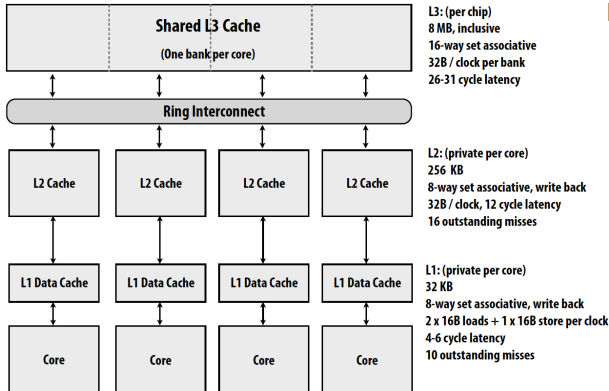 Shared L3 Cache
(One bank per core)
L3: (per chip)
8 MB, inclusive
16-way set associative
32B / clock per bank
26-31 cycle latency
Ring Interconnect
L2 Cache
L2 Cache
L2 Cache
L2 Cache
L2: (private per core)
256 KB
8-way set associative, write back
32B / clock, 12 cycle latency
16 outstanding misses
L1 Data Cache
L1 Data Cache
L1 Data Cache
L1 Data Cache
L1: (private per core)
32 KB
8-way set associative, write back
2 x 16B loads + 1 x 16B store per clock
4-6 cycle latency
10 outstanding misses
Core
Core
Core
Core